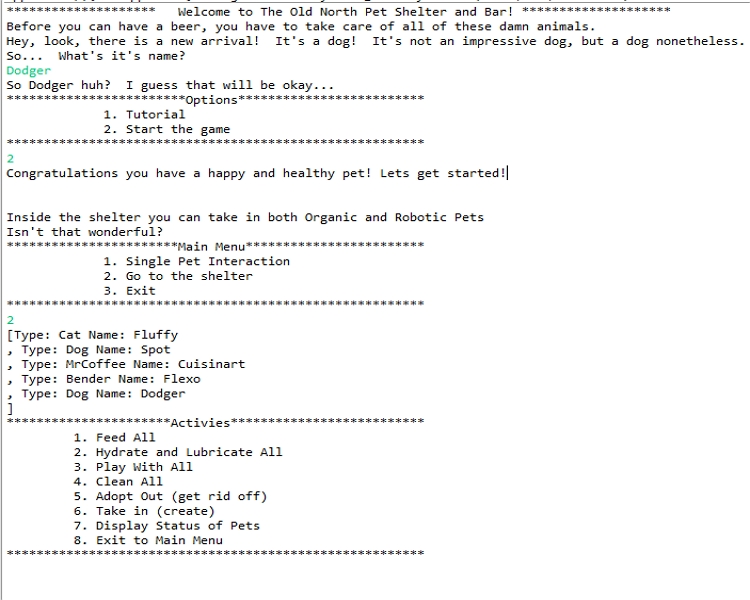 ********************   Welcome to The Old North Pet Shelter and Bar! ********************
Before you can have a beer, you have to take care of all of these damn animals.
Hey, look, there is a new arrival!  It's a dog!  It's not an impressive dog, but a dog nonetheless.
So...  What's it's name?
Dodger
So Dodger huh?  I guess that will be okay...
************************Options*************************
             1. Tutorial
             2. Start the game
********************************************************
2
Congratulations you have a happy and healthy pet! Lets get started!
Inside the shelter you can take in both Organic and Robotic Pets
Isn't that wonderful?
***********************Main Menu************************
             1. Single Pet Interaction
             2. Go to the shelter
             3. Exit
********************************************************
2
[Type: Cat Name: Fluffy
, Type: Dog Name: Spot
, Type: MrCoffee Name: Cuisinart
, Type: Bender Name: Flexo
, Type: Dog Name: Dodger
]
**********************Activies**************************
         1. Feed All
         2. Hydrate and Lubricate All
         3. Play With All
         4. Clean All
         5. Adopt Out (get rid off)
         6. Take in (create)
         7. Display Status of Pets
         8. Exit to Main Menu
********************************************************